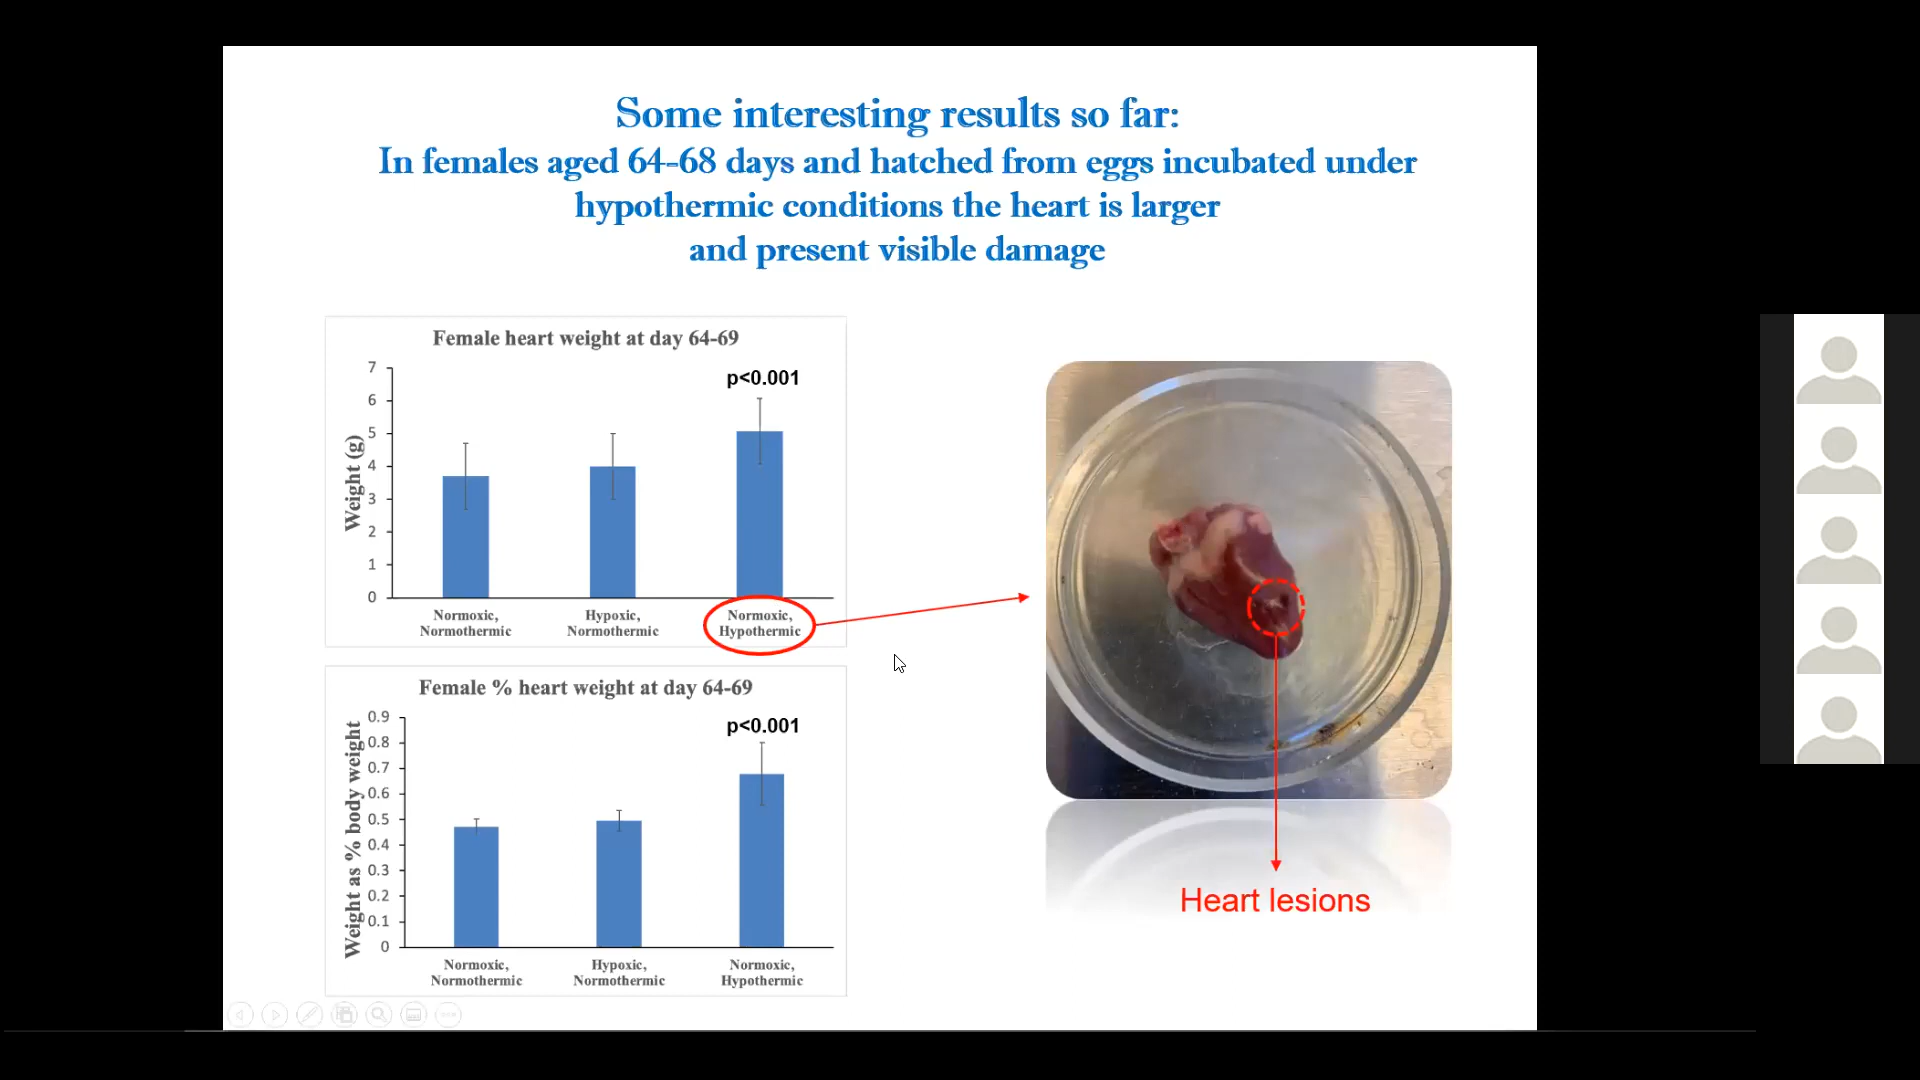 Some interesting results so far:
In females aged 64-68 days and hatched from eggs incubated under
hypothermic conditions the heart is larger
and present visible damage
Female heart weight at day 64-69
p<0.001
Weight (g)
7
6
5
4
3
2
1
0
Normoxic,
Normothermic
Hypoxic,
Normothermic
Normoxic,
Hypothermic
Female % heart weight at day 64-69
p<0.001
Weight as % body weight
0.9
0.8
0.7
0.6
0.5
0.4
0.3
0.2
0.1
0
Normoxic,
Normothermic
Hypoxic,
Normothermic
Normoxic,
Hypothermic
Heart lesions